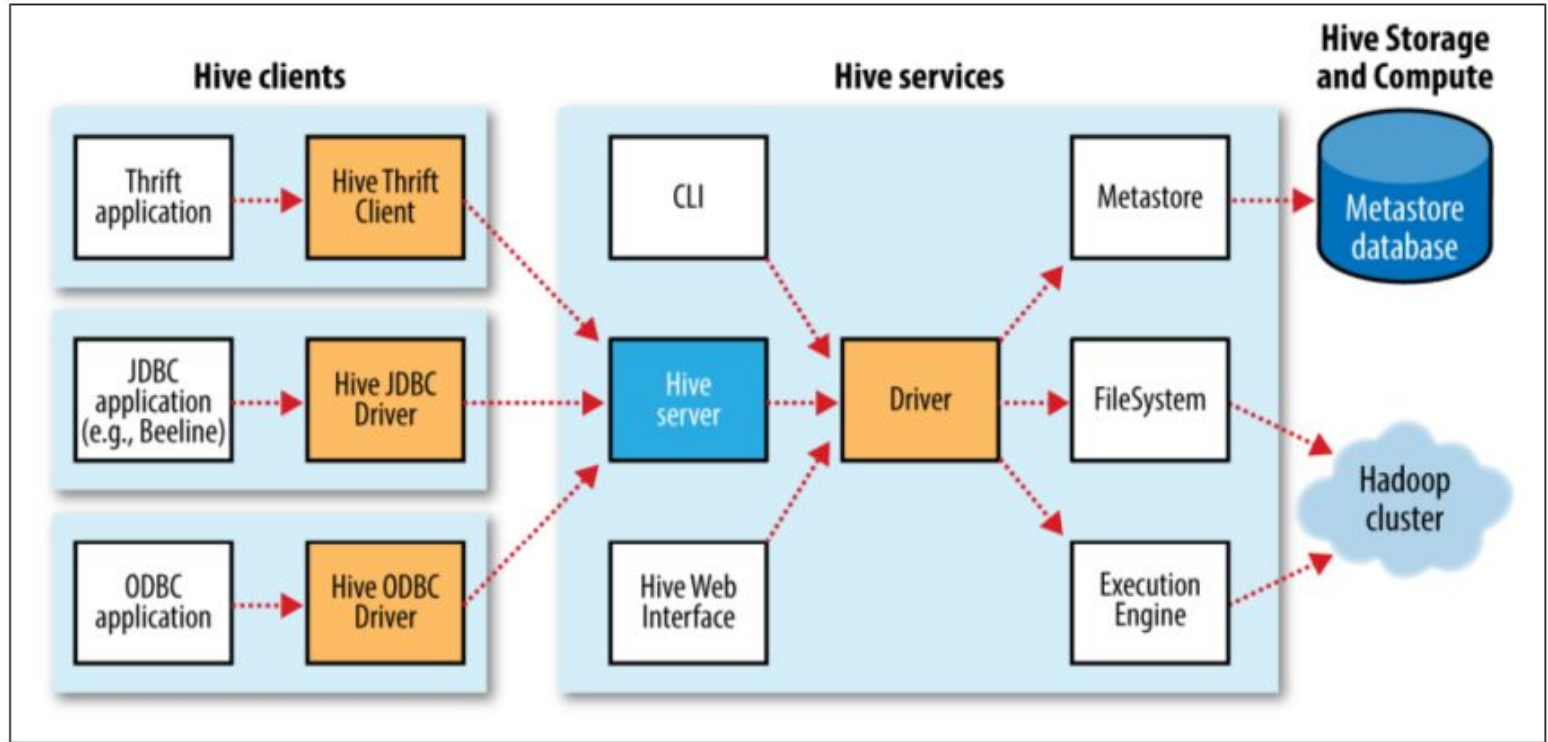 Hive clients
Hive services
Hive Storage
and Compute
Thrift
application
Hive Thrift
Client
CLI
Metastore
Metastore
database
JDBC
application
(e.g., Beeline)
Hive JDBC
Driver
Hive
server
Driver
FileSystem
Hadoop
cluster
ODBC
application
Hive ODBC
Driver
Hive Web
Interface
Execution
Engine